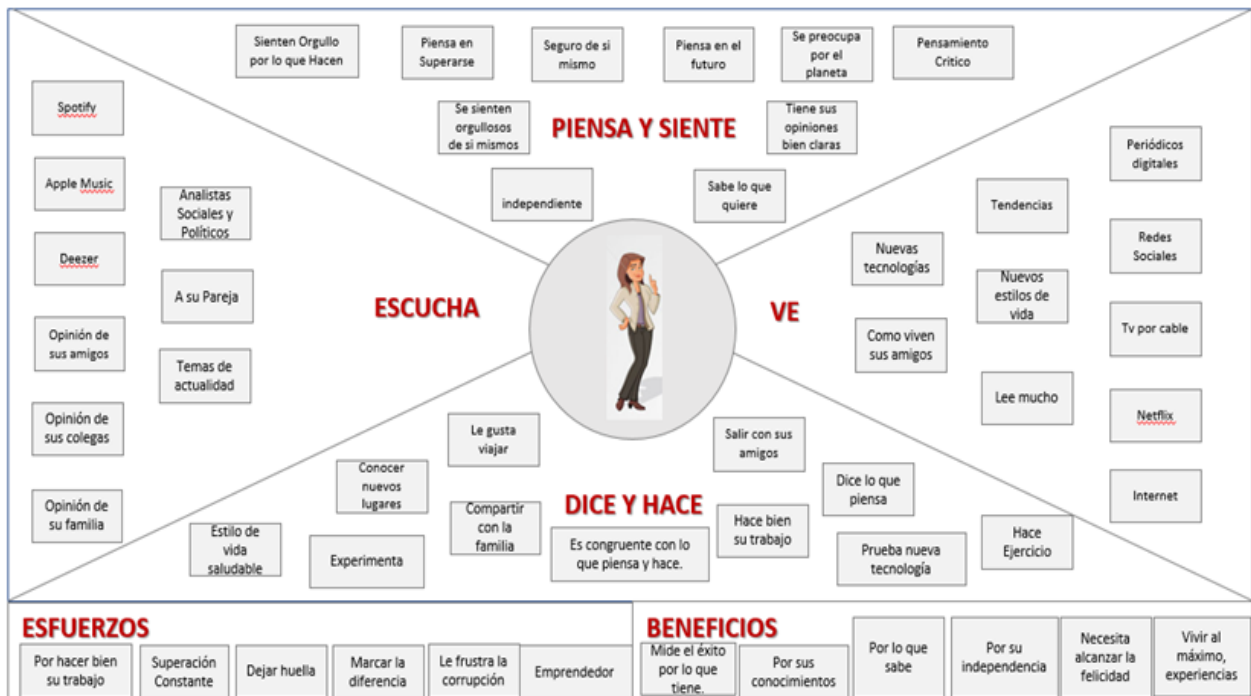 Sienten Orgullo
por lo que Hacen
Piensa en
Superarse
Seguro de si
mismo
Piensa en el
futuro
Se preocupa
por el
planeta
Pensamiento
Critico
Se sienten
orgullosos
de si mismos
PIENSA Y SIENTE
Tiene sus
opiniones
bien claras
independiente
Sabe lo que
quiere
Spotify
Apple Music
Deezer
Opinión de
sus amigos
Opinión de
sus colegas
Opinión de
su familia
Analistas
Sociales y
Políticos
A su Pareja
Temas de
actualidad
ESCUCHA
VE
Nuevas
tecnologías
Como viven
sus amigos
Tendencias
Nuevos
estilos de
vida
Lee mucho
Periódicos
digitales
Redes
Sociales
Tv por cable
Netflix
Internet
Le gusta
viajar
Conocer
nuevos
lugares
Estilo de
vida
saludable
Experimenta
Compartir
con la
familia
DICE Y HACE
Es congruente con lo
que piensa y hace.
Salir con sus
amigos
Hace bien
su trabajo
Dice lo que
piensa
Prueba nueva
tecnología
Hace
Ejercicio
ESFUERZOS
Por hacer bien
su trabajo
Superación
Constante
Dejar huella
Marcar la
diferencia
Le frustra la
corrupción
Emprendedor
BENEFICIOS
Mide el éxito
por lo que
tiene.
Por sus
conocimientos
Por lo que
sabe
Por su
independencia
Necesita
alcanzar la
felicidad
Vivir al
máximo,
experiencias